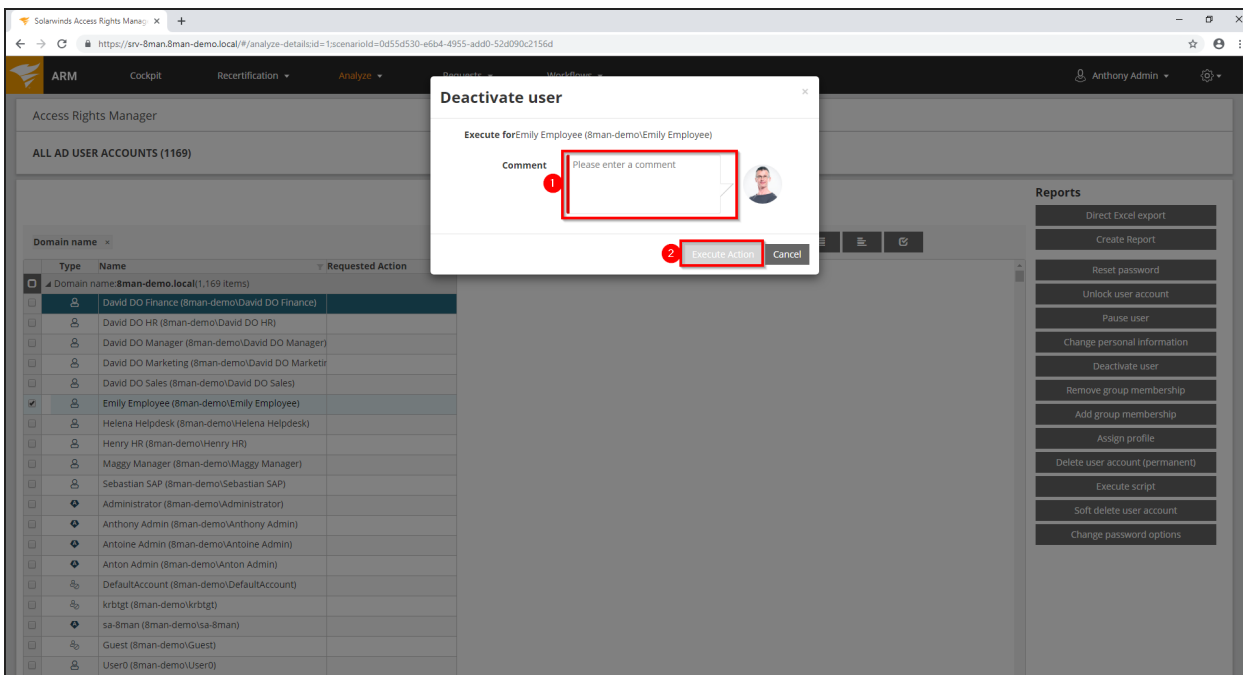 Solarwinds Access Rights Manag
https://srv-8man.8man-demo.local/#/analyze-details;id=1;scenarioId=0d55d530-e6b4-4955-add0-52d090c2156d
ARM Cockpit Recertification Analyze Requests Workflows Anthony Admin
Deactivate user
Execute forEmily Employee (8man-demo\Emily Employee)
Comment Please enter a comment
1
2 Execute Action Cancel
Access Rights Manager
ALL AD USER ACCOUNTS (1169)
Domain name
Type Name Requested Action
Domain name:8man-demo.local(1,169 items)
David DO Finance (8man-demo\David DO Finance)
David DO HR (8man-demo\David DO HR)
David DO Manager (8man-demo\David DO Manager)
David DO Marketing (8man-demo\David DO Marketin
David DO Sales (8man-demo\David DO Sales)
Emily Employee (8man-demo\Emily Employee)
Helena Helpdesk (8man-demo\Helena Helpdesk)
Henry HR (8man-demo\Henry HR)
Maggy Manager (8man-demo\Maggy Manager)
Sebastian SAP (8man-demo\Sebastian SAP)
Administrator (8man-demo\Administrator)
Anthony Admin (8man-demo\Anthony Admin)
Antoine Admin (8man-demo\Antoine Admin)
Anton Admin (8man-demo\Anton Admin)
DefaultAccount (8man-demo\DefaultAccount)
krbtgt (8man-demo\krbtgt)
sa-8man (8man-demo\sa-8man)
Guest (8man-demo\Guest)
User0 (8man-demo\User0)
Reports
Direct Excel export
Create Report
Reset password
Unlock user account
Pause user
Change personal information
Deactivate user
Remove group membership
Add group membership
Assign profile
Delete user account (permanent)
Execute script
Soft delete user account
Change password options